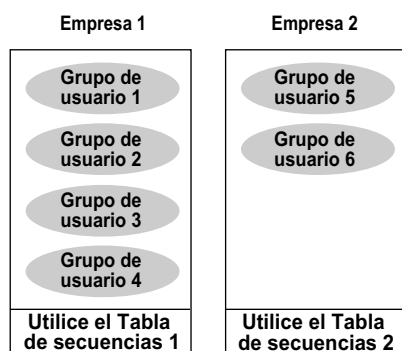 Empresa 1
Grupo de
usuario 1
Grupo de
usuario 2
Grupo de
usuario 3
Grupo de
usuario 4
Utilice el Tabla
de secuencias 1
Empresa 2
Grupo de
usuario 5
Grupo de
usuario 6
Utilice el Tabla
de secuencias 2